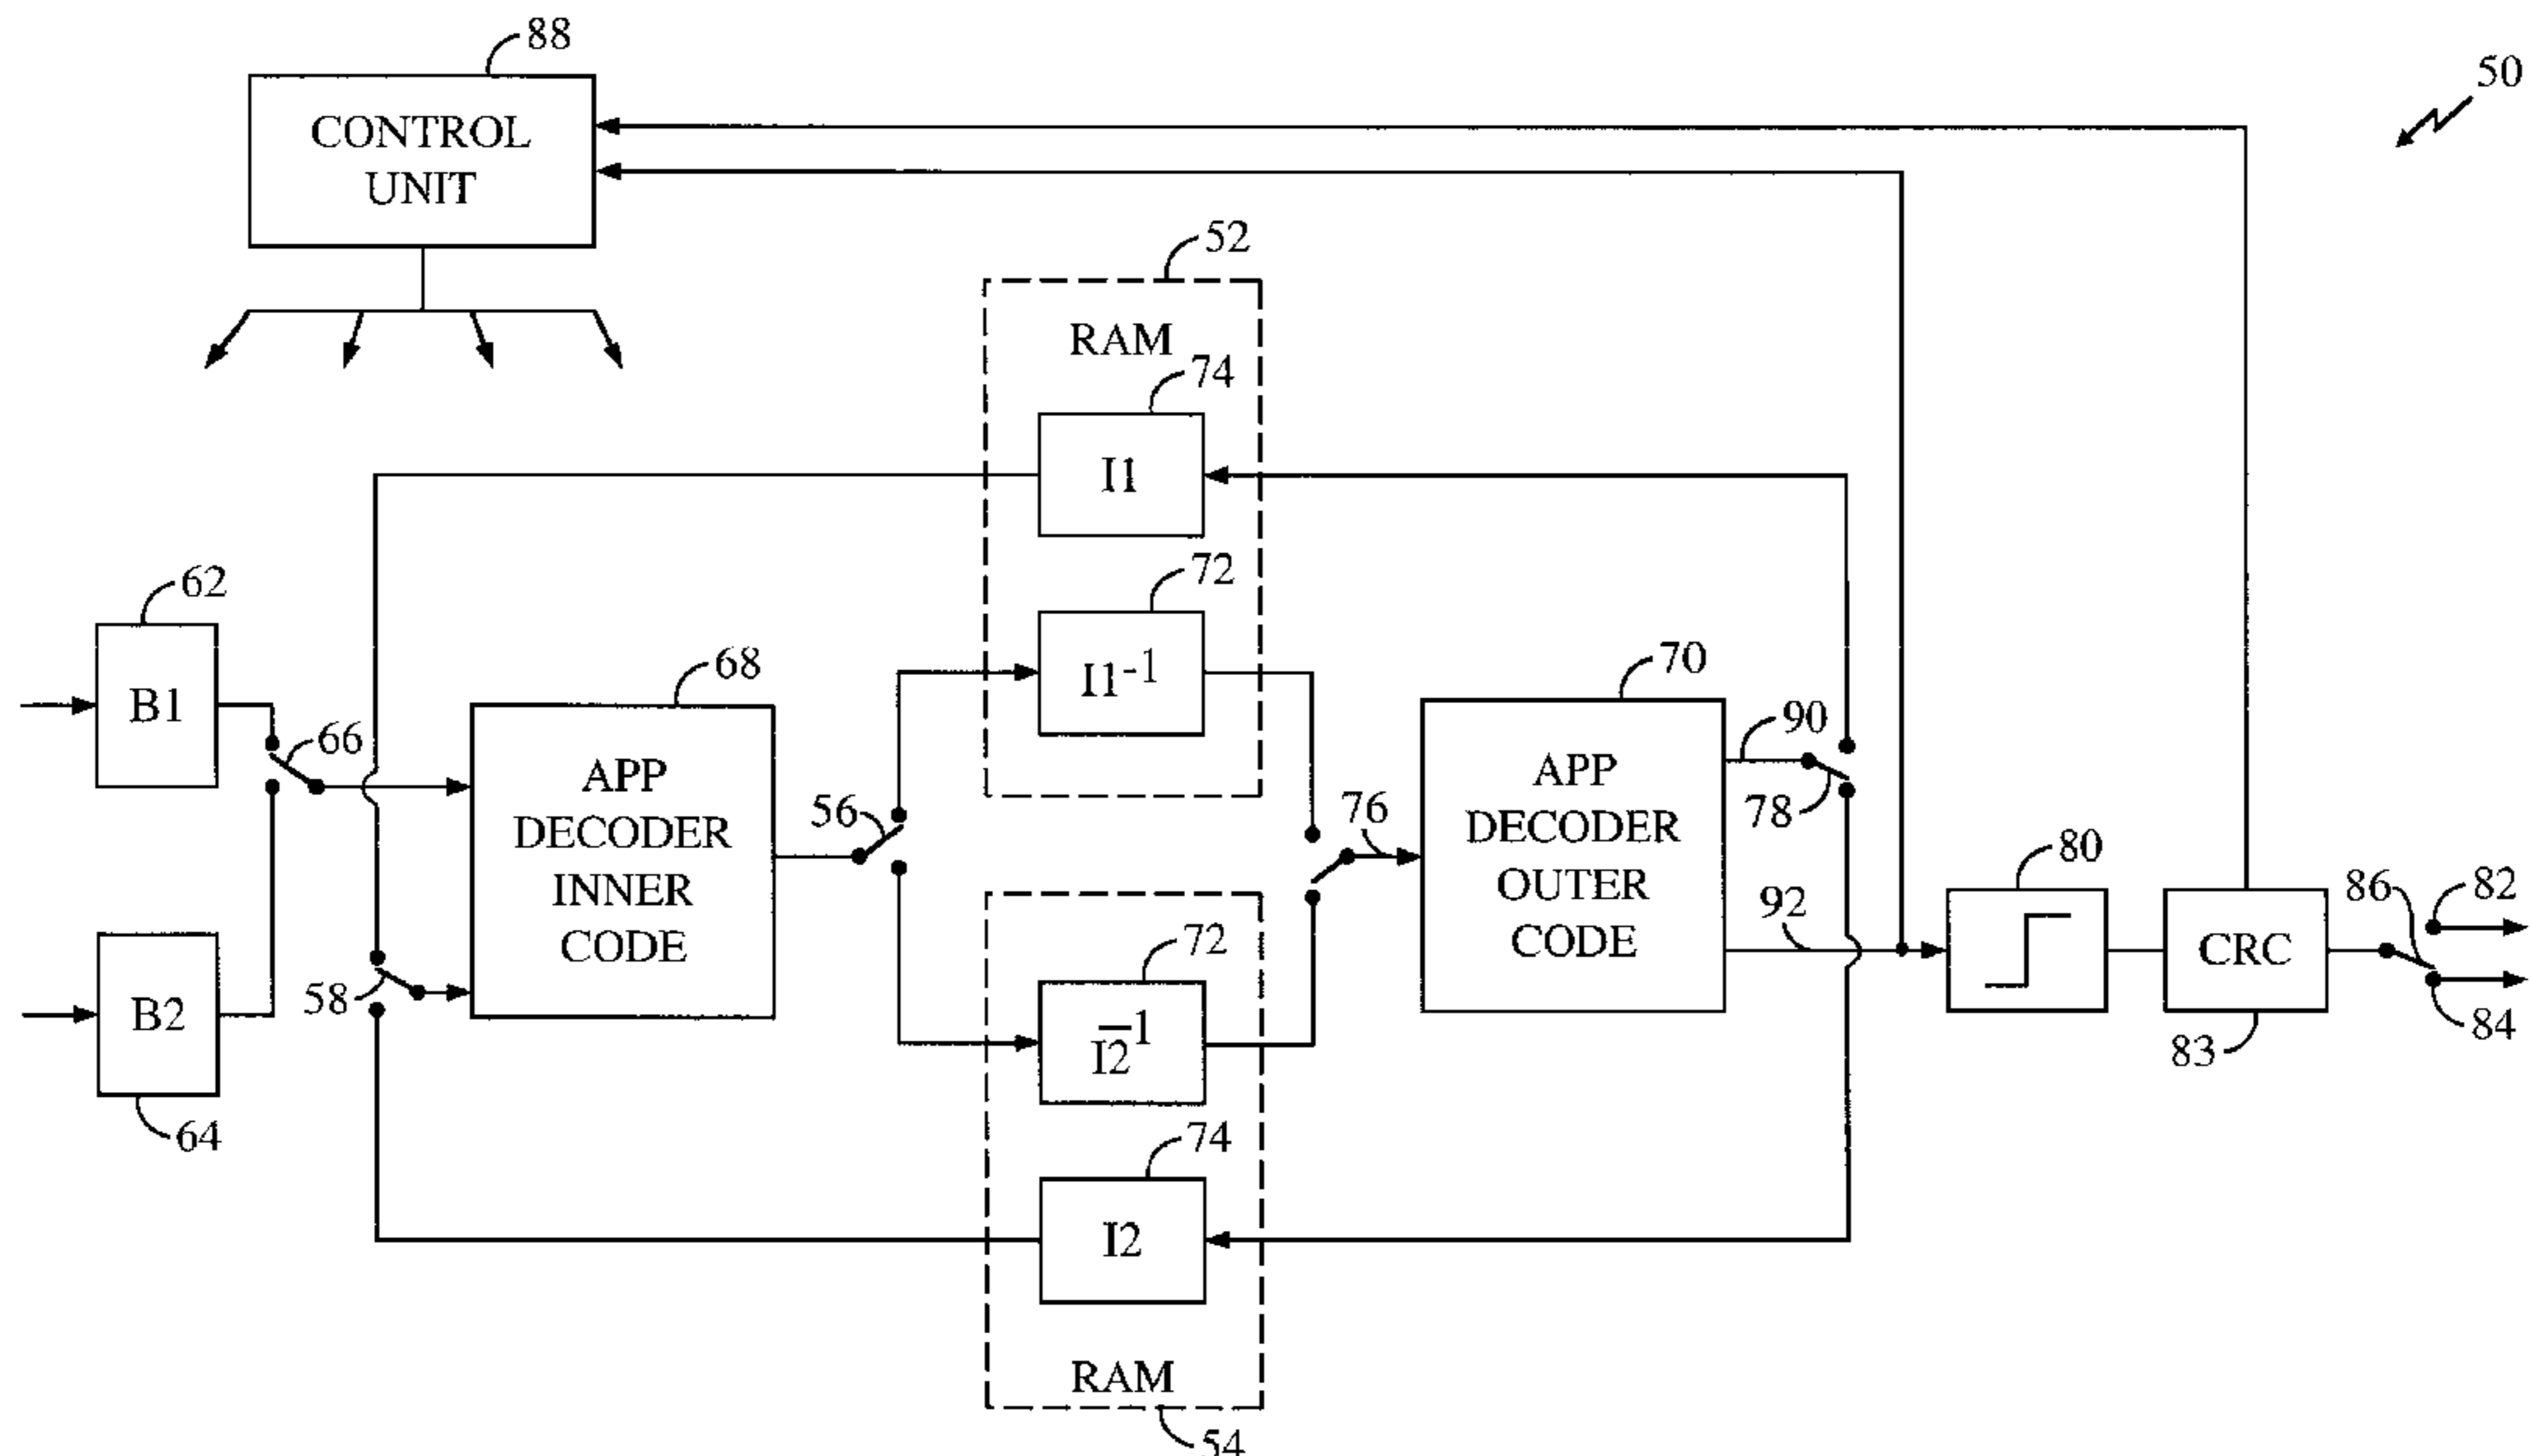 88
50
CONTROL
UNIT
52
RAM
74
I1
72
I1-1
62
B1
66
68
APP
DECODER
INNER
CODE
56
76
70
APP
DECODER
OUTER
CODE
90
78
92
80
CRC
83
86
82
84
58
B2
64
72
I2-1
74
I2
RAM
54